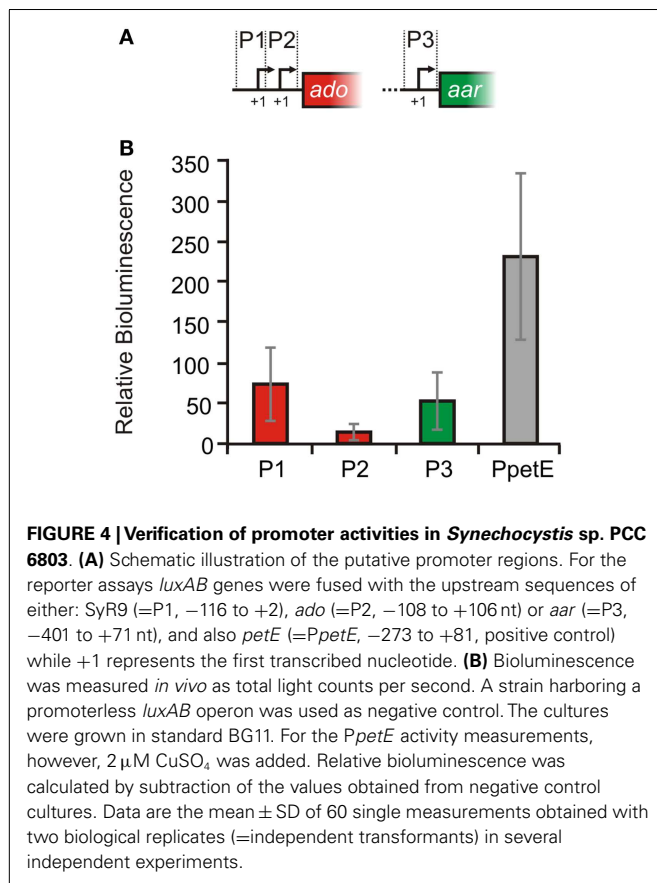 A
P1 P2 P3
+1 +1 ado +1 aar
B
Relative Bioluminescence
350
300
250
200
150
100
50
0
P1 P2 P3 PpetE
FIGURE 4 | Verification of promoter activities in Synechocystis sp. PCC
6803. (A) Schematic illustration of the putative promoter regions. For the
reporter assays luxAB genes were fused with the upstream sequences of
either: SyR9 (=P1, −116 to +2), ado (=P2, −108 to +106 nt) or aar (=P3,
−401 to +71 nt), and also petE (=PpetE, −273 to +81, positive control)
while +1 represents the first transcribed nucleotide. (B) Bioluminescence
was measured in vivo as total light counts per second. A strain harboring a
promoterless luxAB operon was used as negative control. The cultures
were grown in standard BG11. For the PpetE activity measurements,
however, 2 μM CuSO₄ was added. Relative bioluminescence was
calculated by subtraction of the values obtained from negative control
cultures. Data are the mean ± SD of 60 single measurements obtained with
two biological replicates (=independent transformants) in several
independent experiments.